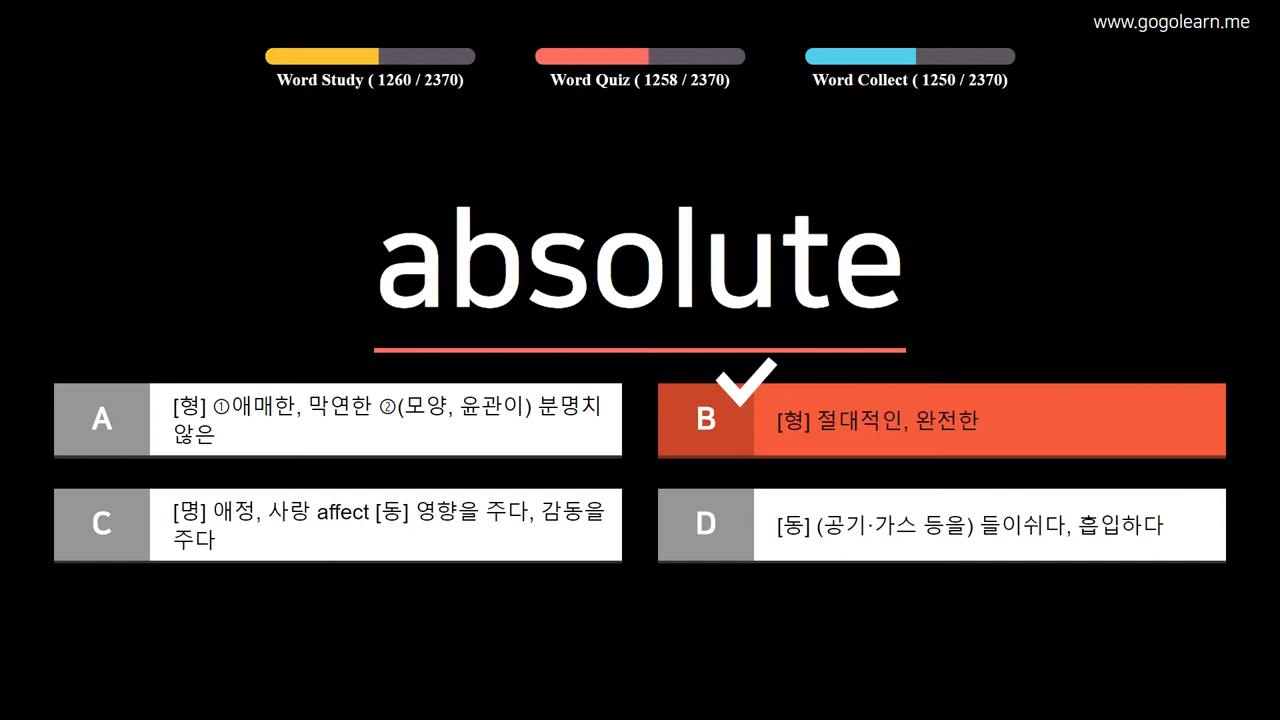 www.gogolearn.me
Word Study ( 1260 / 2370)
Word Quiz ( 1258 / 2370)
Word Collect ( 1250 / 2370)
absolute
A
[형] ①애매한, 막연한 ②(모양, 윤관이) 분명치
않은
B
[형] 절대적인, 완전한
C
[명] 애정, 사랑 affect [동] 영향을 주다, 감동을
주다
D
[동] (공기·가스 등을) 들이쉬다, 흡입하다